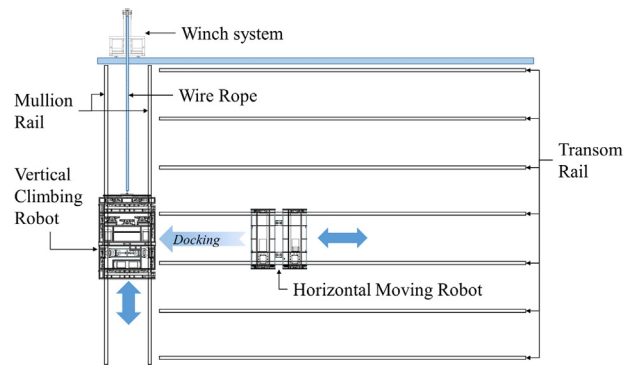 Winch system
Wire Rope
Mullion
Rail
Transom
Rail
Vertical
Climbing
Robot
Docking
Horizontal Moving Robot